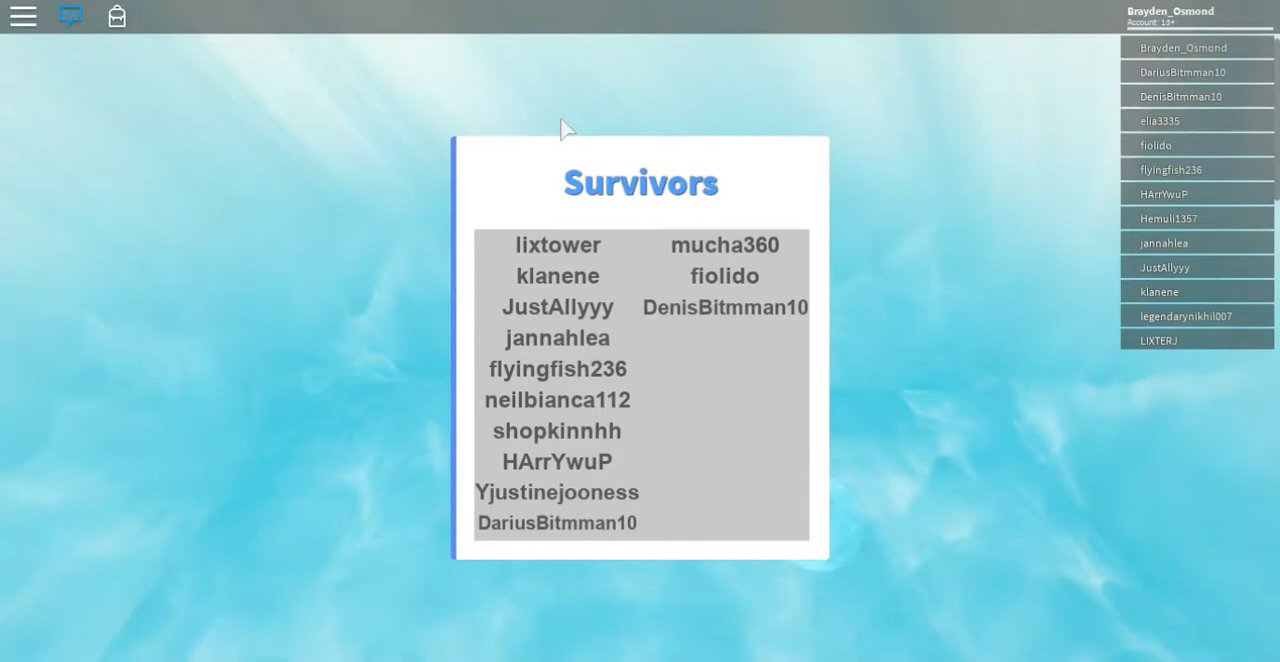 Brayden_Osmond
Account: 13+
Brayden_Osmond
DariusBitmman10
DenisBitmman10
elia3335
fiolido
flyingfish236
HArrYwuP
Hemuli1357
jannahlea
JustAllyyy
klanene
legendarynikhil007
LIXTERJ
Survivors
lixtower mucha360
klanene fiolido
JustAllyyy DenisBitmman10
jannahlea
flyingfish236
neilbianca112
shopkinnhh
HArrYwuP
Yjustinejooness
DariusBitmman10